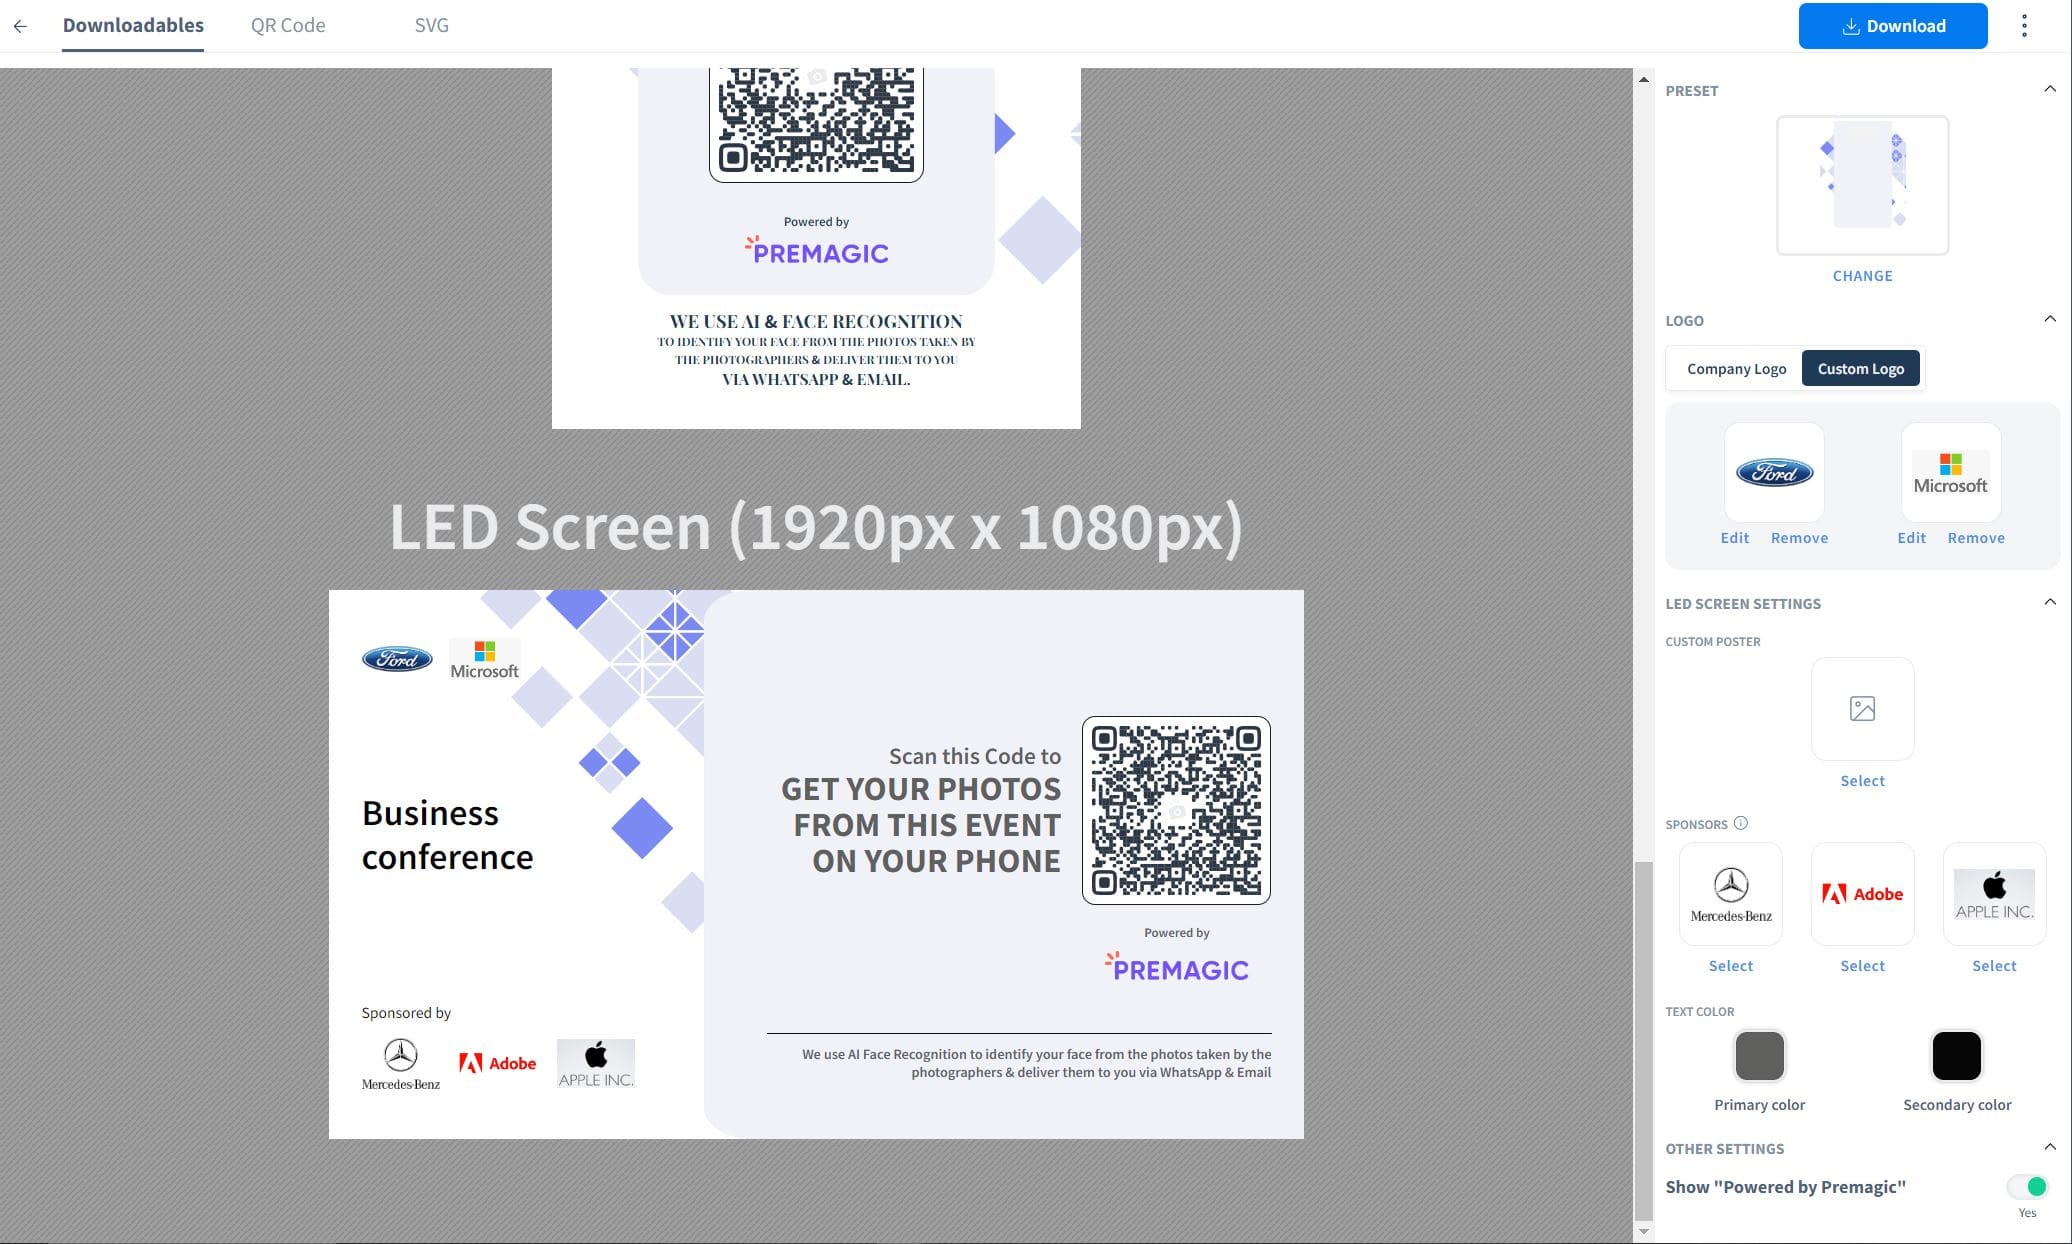 Downloadables
QR Code
SVG
Download
Powered by
PREMAGIC
WE USE AI & FACE RECOGNITION
TO IDENTIFY YOUR FACE FROM THE PHOTOS TAKEN BY
THE PHOTOGRAPHERS & DELIVER THEM TO YOU
VIA WHATSAPP & EMAIL.
LED Screen (1920px x 1080px)
Ford
Microsoft
Business
conference
Sponsored by
Mercedes-Benz
Adobe
APPLE INC.
Scan this Code to
GET YOUR PHOTOS
FROM THIS EVENT
ON YOUR PHONE
Powered by
PREMAGIC
We use AI Face Recognition to identify your face from the photos taken by the
photographers & deliver them to you via WhatsApp & Email
PRESET
CHANGE
LOGO
Company Logo
Custom Logo
Ford
Microsoft
Edit Remove
Edit Remove
LED SCREEN SETTINGS
CUSTOM POSTER
Select
SPONSORS
Mercedes-Benz
Adobe
APPLE INC.
Select
Select
Select
TEXT COLOR
Primary color
Secondary color
OTHER SETTINGS
Show "Powered by Premagic"
Yes